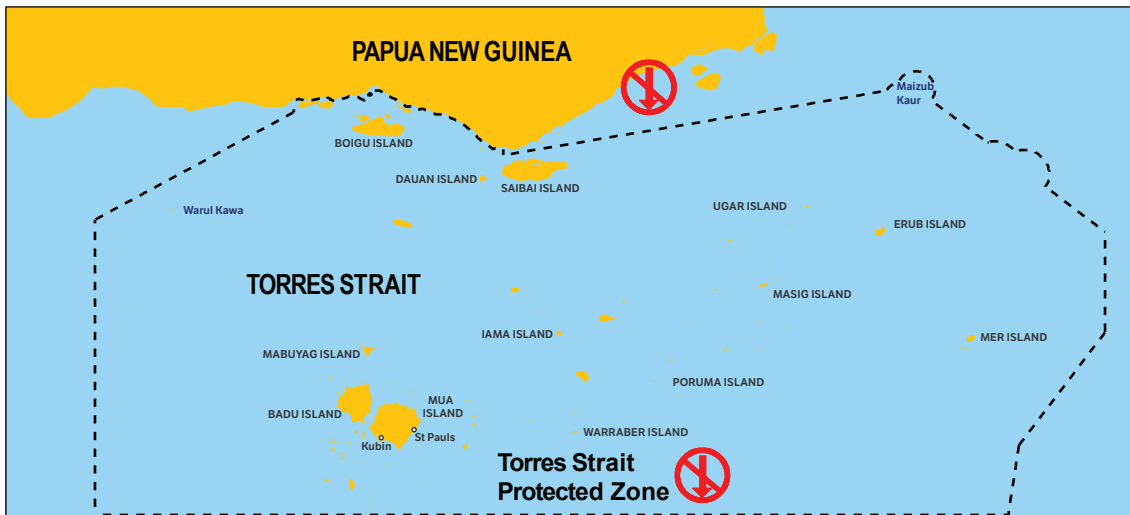 PAPUA NEW GUINEA
Maizub
Kaur
BOIGU ISLAND
DAUAN ISLAND
SAIBAI ISLAND
Warul Kawa
UGAR ISLAND
ERUB ISLAND
TORRES STRAIT
MASIG ISLAND
IAMA ISLAND
MER ISLAND
MABUYAG ISLAND
PORUMA ISLAND
BADU ISLAND
MUA
ISLAND
St Pauls
Kubin
WARRABER ISLAND
Torres Strait
Protected Zone